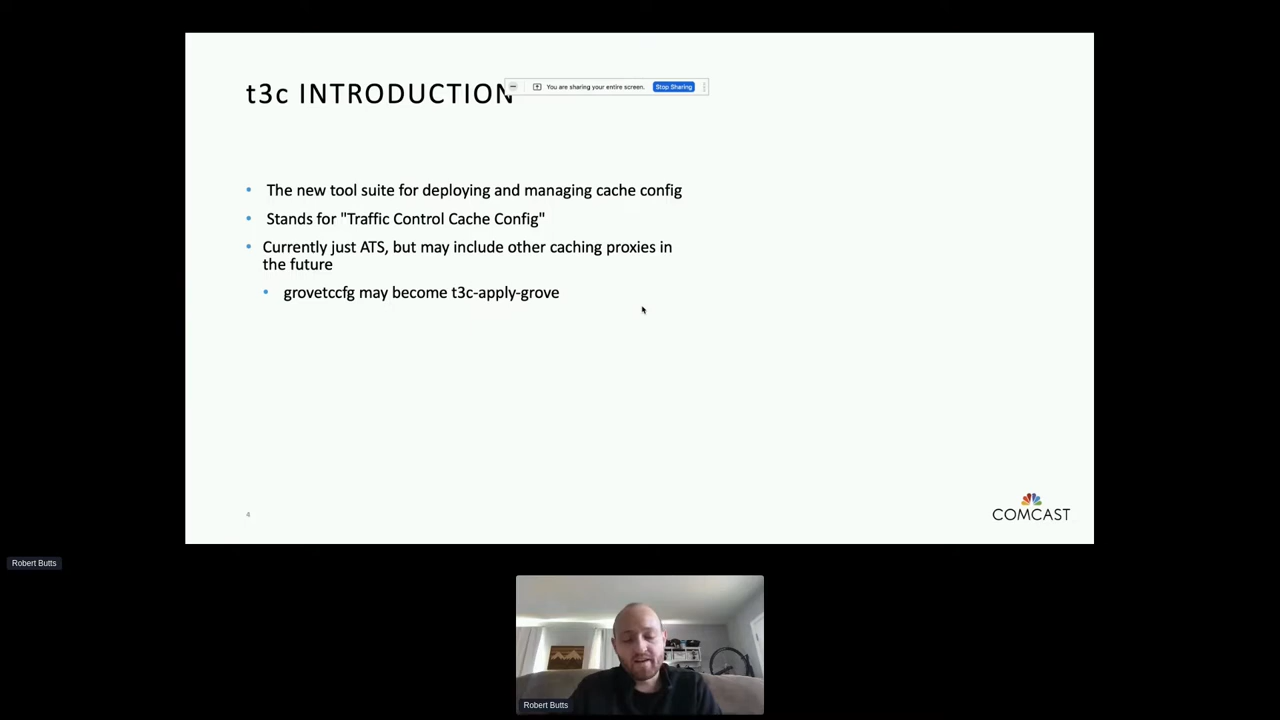 t3c INTRODUCTION
You are sharing your entire screen.
Stop Sharing
The new tool suite for deploying and managing cache config
Stands for "Traffic Control Cache Config"
Currently just ATS, but may include other caching proxies in
the future
grovetccfg may become t3c-apply-grove
4
COMCAST
Robert Butts
Robert Butts